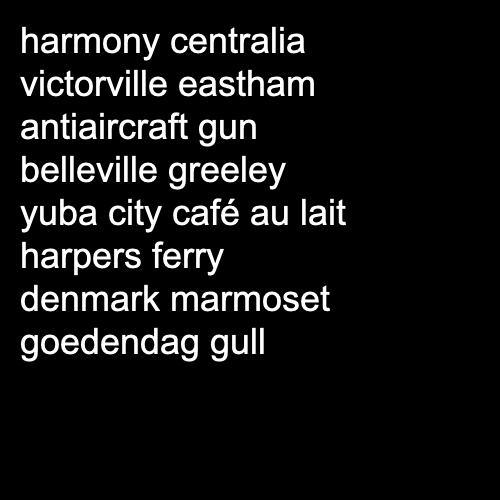 harmony centralia
victorville eastham
antiaircraft gun
belleville greeley
yuba city café au lait
harpers ferry
denmark marmoset
goedendag gull